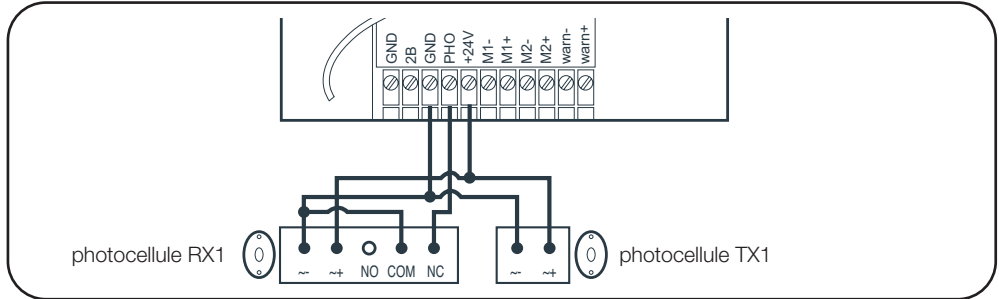 GND 2B GND PHO +24V M1- M1+ M2- M2+ warn- warn+
photocellule RX1
~- ~+ NO COM NC
~- ~+
photocellule TX1